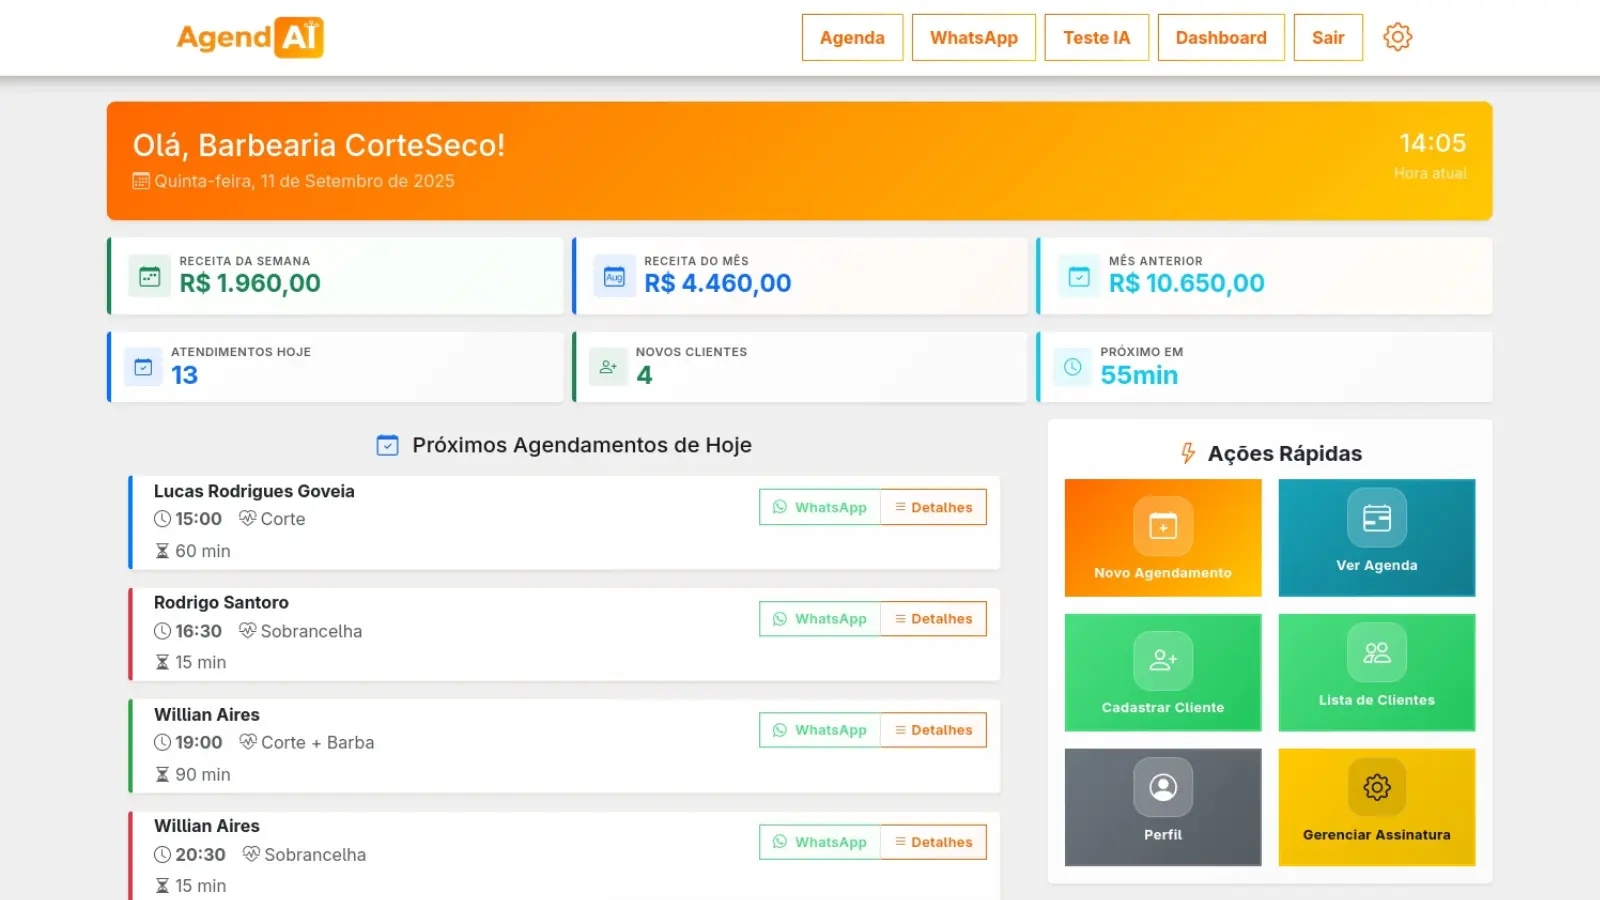 AgendAI
Agenda
WhatsApp
Teste IA
Dashboard
Sair
Olá, Barbearia CorteSeco!
Quinta-feira, 11 de Setembro de 2025
14:05
Hora atual
RECEITA DA SEMANA
R$ 1.960,00
Aug
RECEITA DO MÊS
R$ 4.460,00
MÊS ANTERIOR
R$ 10.650,00
ATENDIMENTOS HOJE
13
NOVOS CLIENTES
4
PRÓXIMO EM
55min
Próximos Agendamentos de Hoje
Lucas Rodrigues Goveia
15:00 Corte
60 min
WhatsApp
Detalhes
Rodrigo Santoro
16:30 Sobrancelha
15 min
WhatsApp
Detalhes
Willian Aires
19:00 Corte + Barba
90 min
WhatsApp
Detalhes
Willian Aires
20:30 Sobrancelha
15 min
WhatsApp
Detalhes
Ações Rápidas
Novo Agendamento
Ver Agenda
Cadastrar Cliente
Lista de Clientes
Perfil
Gerenciar Assinatura